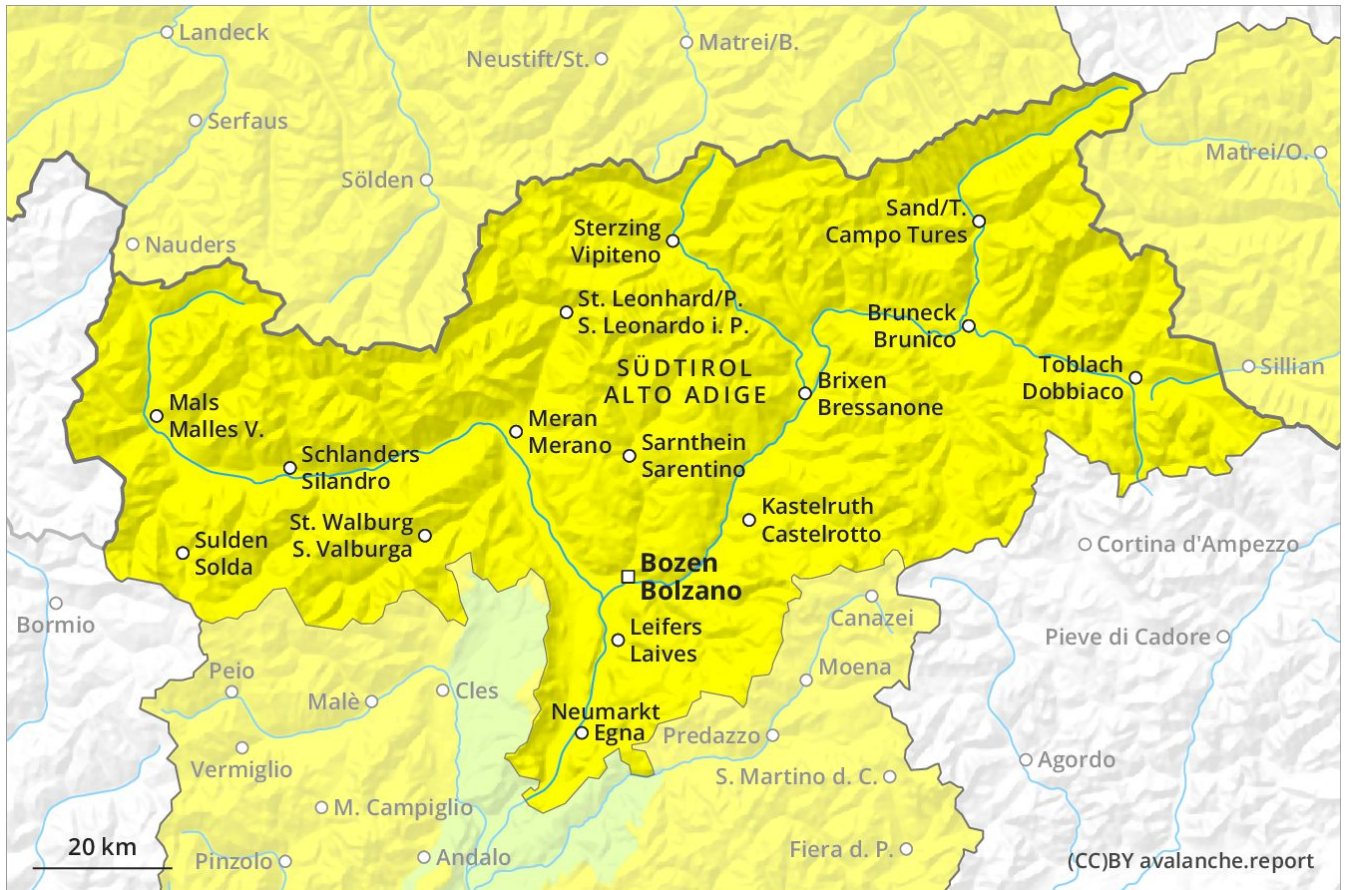 Landeck
Neustift/St.
Matrei/B.
Serfaus
Matrei/O.
Sölden
Nauders
Sand/T.
Campo Tures
Sterzing
Vipiteno
St. Leonhard/P.
S. Leonardo i. P.
Bruneck
Brunico
SÜDTIROL
ALTO ADIGE
Toblach
Dobbiaco
Sillian
Brixen
Bressanone
Mals
Malles V.
Meran
Merano
Sarnthein
Sarentino
Schlanders
Silandro
Kastelruth
Castelrotto
St. Walburg
S. Valburga
Sulden
Solda
Cortina d'Ampezzo
Bozen
Bolzano
Bormio
Canazei
Leifers
Laives
Pieve di Cadore
Peio
Moena
Malè
Cles
Neumarkt
Egna
Predazzo
Vermiglio
Agordo
S. Martino d. C.
M. Campiglio
20 km
Pinzolo
Andalo
Fiera d. P.
(CC)BY avalanche.report